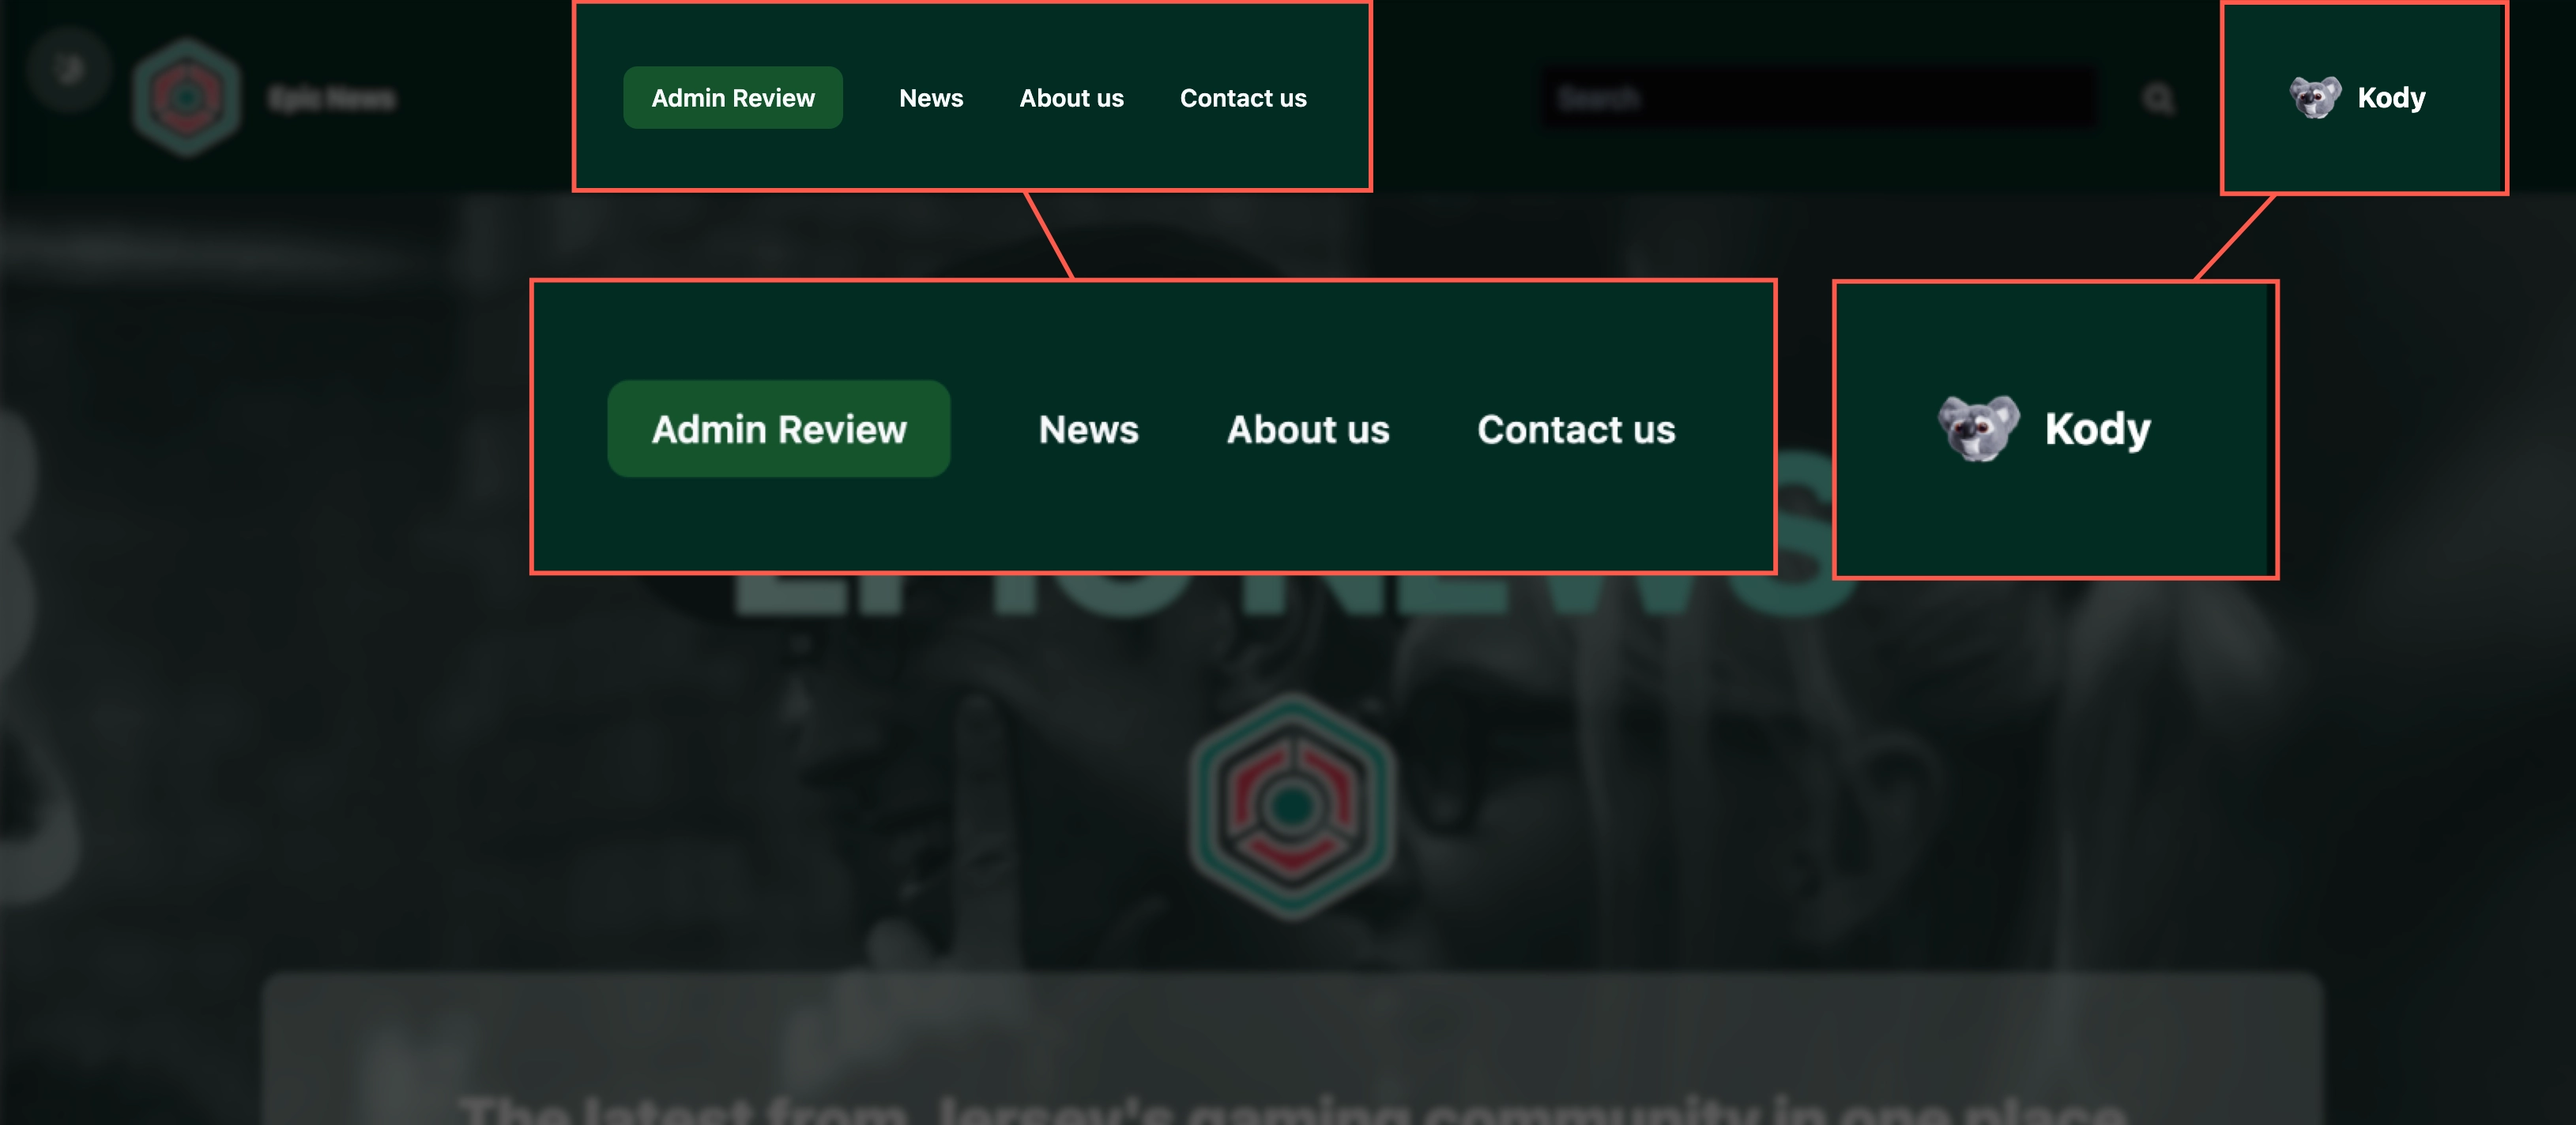 Epic News
Admin Review News About us Contact us
Search
Kody
Admin Review News About us Contact us
Kody
EPIC NEWS
The latest from Jersey's gaming community in one place